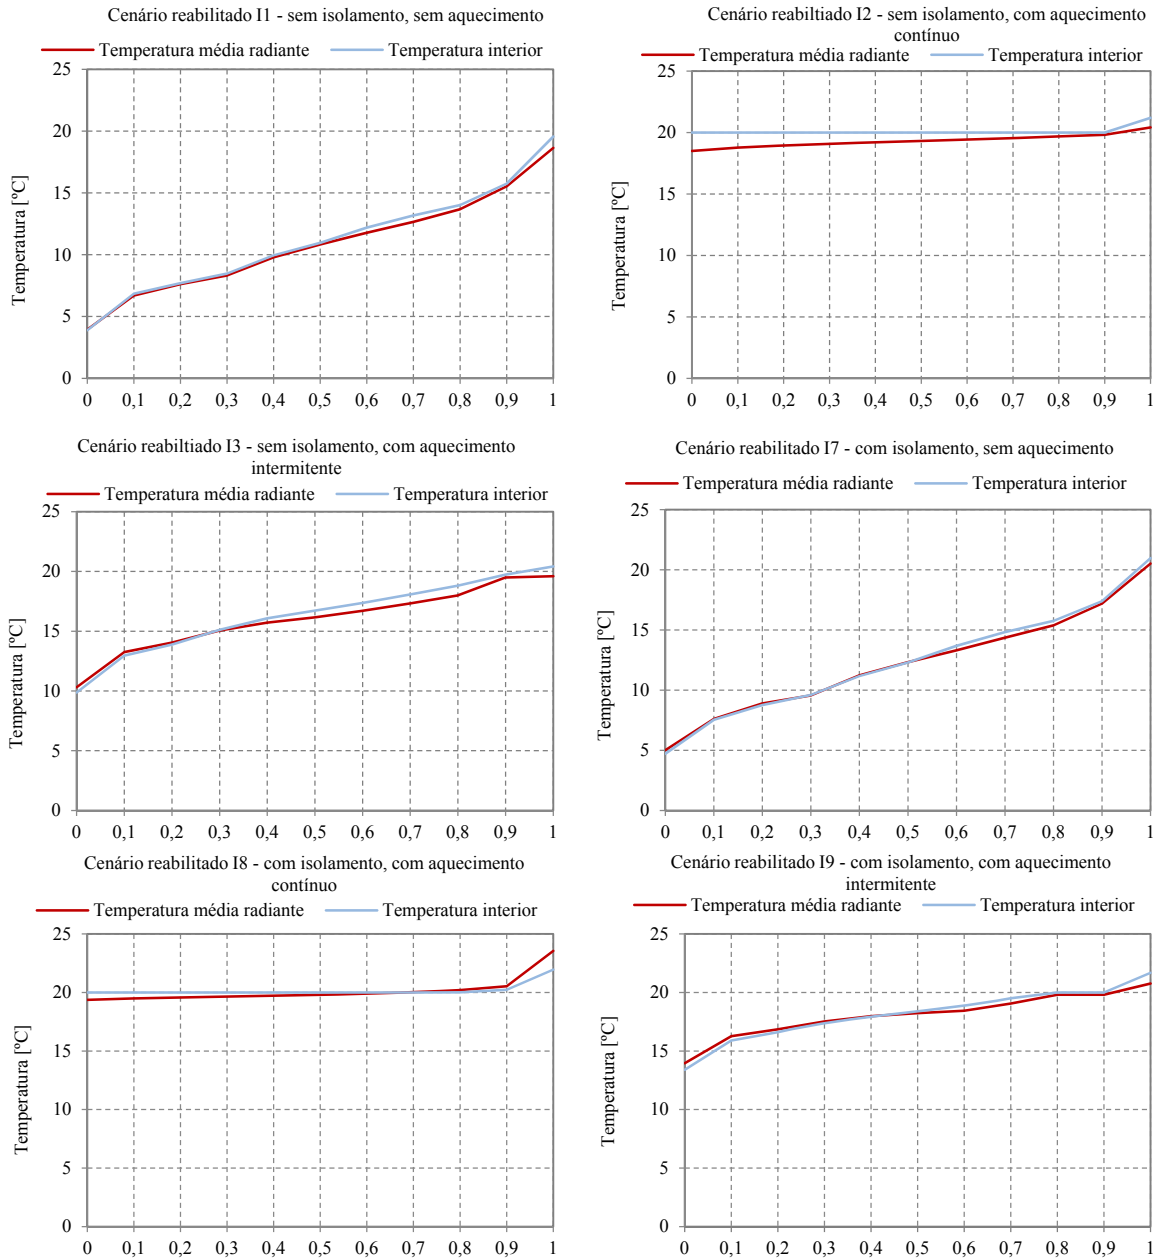 Cenário reabilitado I1 - sem isolamento, sem aquecimento
Temperatura média radiante Temperatura interior
Temperatura [ºC]
25
20
15
10
5
0
0 0,1 0,2 0,3 0,4 0,5 0,6 0,7 0,8 0,9 1
Cenário reabiltiado I2 - sem isolamento, com aquecimento
contínuo
Temperatura média radiante Temperatura interior
Temperatura [ºC]
25
20
15
10
5
0
0 0,1 0,2 0,3 0,4 0,5 0,6 0,7 0,8 0,9 1
Cenário reabiltiado I3 - sem isolamento, com aquecimento
intermitente
Temperatura média radiante Temperatura interior
Temperatura [ºC]
25
20
15
10
5
0
0 0,1 0,2 0,3 0,4 0,5 0,6 0,7 0,8 0,9 1
Cenário reabilitado I7 - com isolamento, sem aquecimento
Temperatura média radiante Temperatura interior
Temperatura [ºC]
25
20
15
10
5
0
0 0,1 0,2 0,3 0,4 0,5 0,6 0,7 0,8 0,9 1
Cenário reabilitado I8 - com isolamento, com aquecimento
contínuo
Temperatura média radiante Temperatura interior
Temperatura [ºC]
25
20
15
10
5
0
0 0,1 0,2 0,3 0,4 0,5 0,6 0,7 0,8 0,9 1
Cenário reabilitado I9 - com isolamento, com aquecimento
intermitente
Temperatura média radiante Temperatura interior
Temperatura [ºC]
25
20
15
10
5
0
0 0,1 0,2 0,3 0,4 0,5 0,6 0,7 0,8 0,9 1